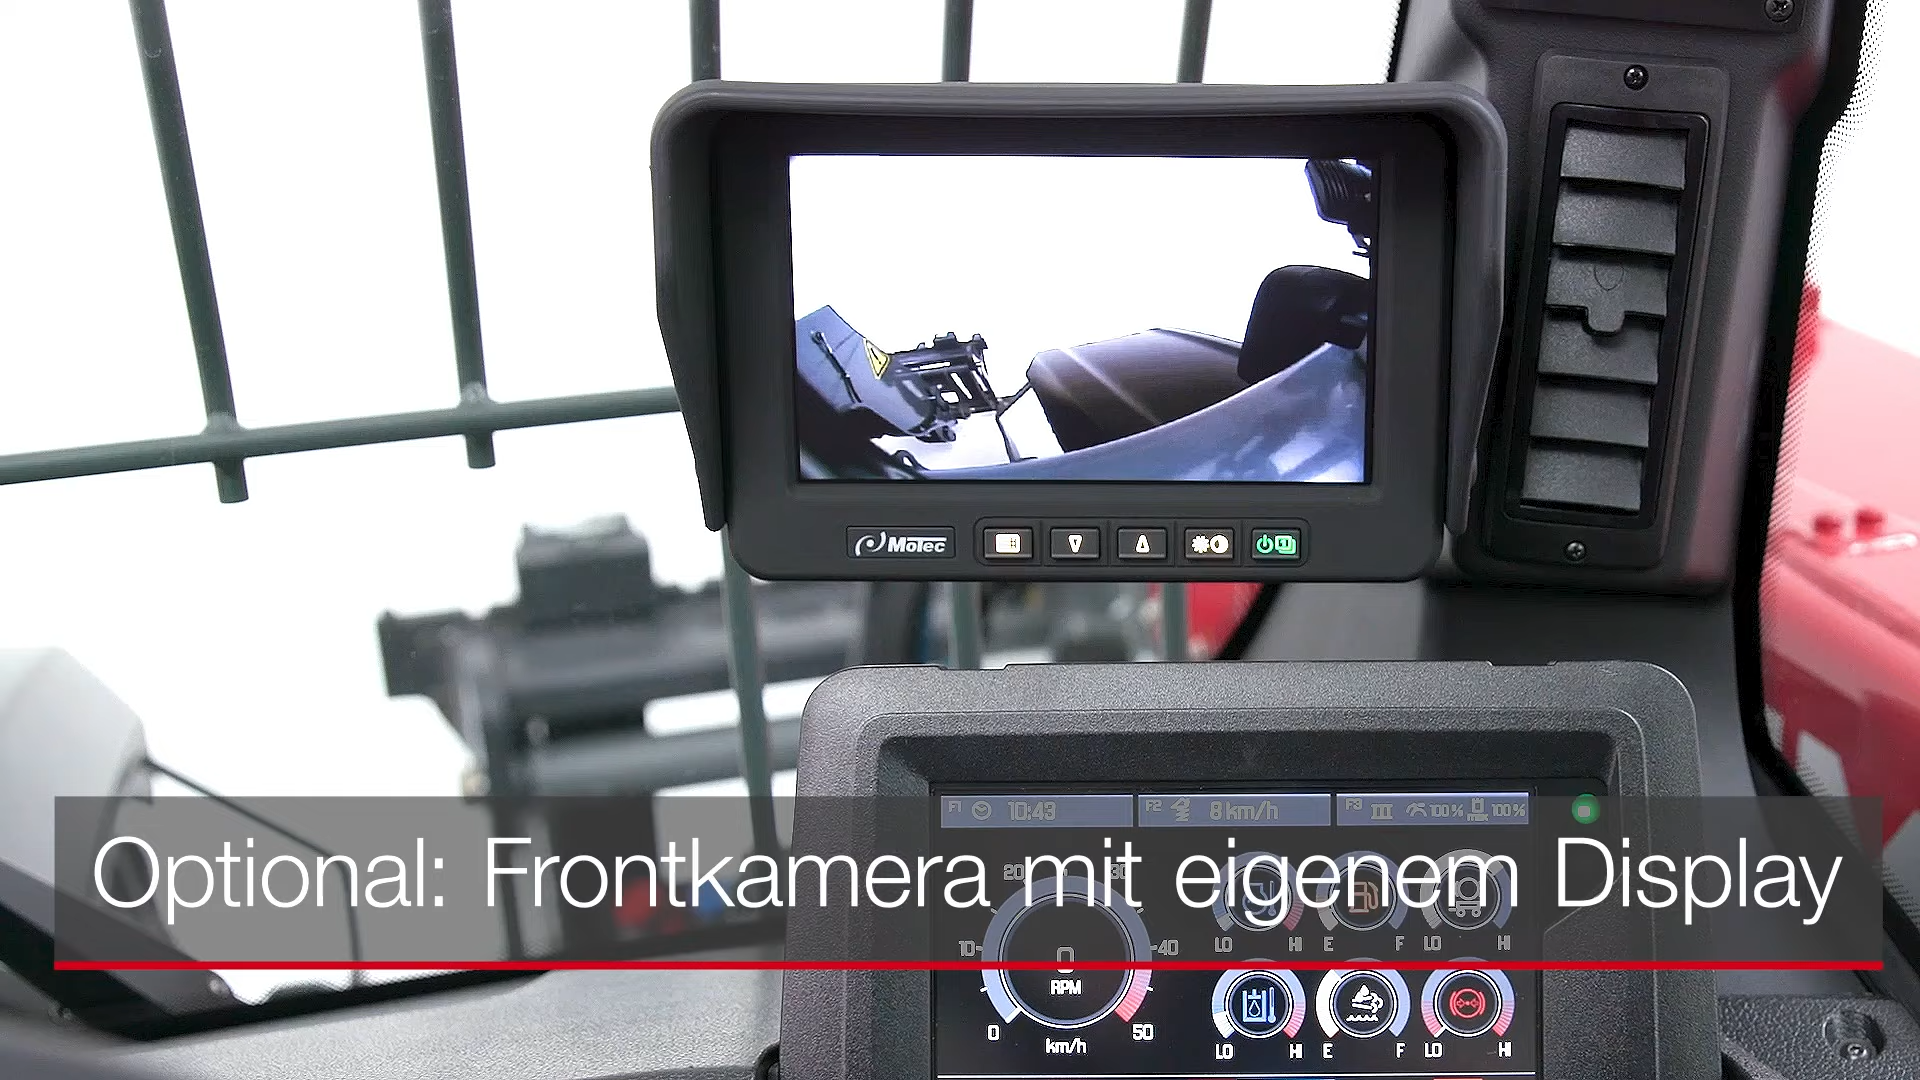 MoTec
F1 10:43 F2 8 km/h F3 III 100% max 100%
Optional: Frontkamera mit eigenem Display
20 30
10 40
LO HI E F LO HI
0
RPM
0 50
km/h
LO HI E F LO HI